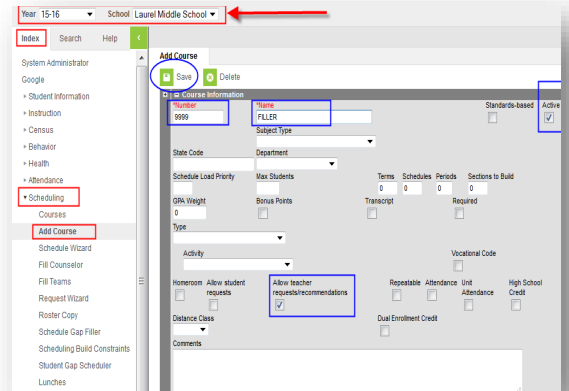 Year 15-16 School Laurel Middle School
Index Search Help
System Administrator
Google
Student Information
Instruction
Census
Behavior
Health
Attendance
Scheduling
Courses
Add Course
Schedule Wizard
Fill Counselor
Fill Teams
Request Wizard
Roster Copy
Schedule Gap Filler
Scheduling Build Constraints
Student Gap Scheduler
Lunches
Add Course
Save Delete
Course Information
*Number *Name Standards-based Active
9999 FILLER
Subject Type
State Code Department
Schedule Load Priority Max Students Terms Schedules Periods Sections to Build
0 0 0 0
GPA Weight Bonus Points Transcript Required
0
Type
Activity Vocational Code
Homeroom Allow student requests Allow teacher requests/recommendations Repeatable Attendance Unit Attendance High School Credit
Distance Class Dual Enrollment Credit
Comments